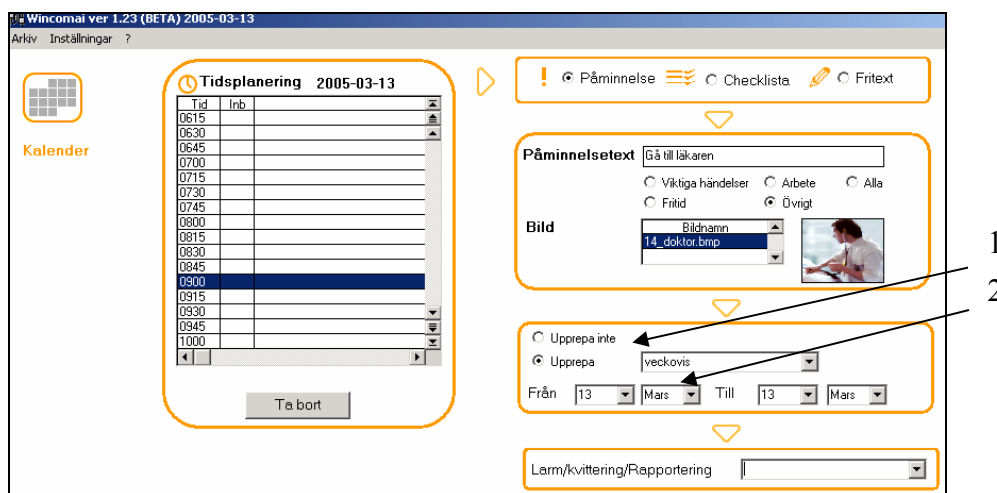 Wincomai ver 1.23 (BETA) 2005-03-13
Arkiv Inställningar ?
Kalender
Tidsplanering 2005-03-13
Tid Inb
0615
0630
0645
0700
0715
0730
0745
0800
0815
0830
0845
0900
0915
0930
0945
1000
Ta bort
! Påminnelse Checklista Fritext
Påminnelsetext Gå till läkaren
Viktiga händelser Arbete Alla
Fritid Övrigt
Bild Bildnamn
14_doktor.bmp
1
2
Upprepa inte
Upprepa veckovis
Från 13 Mars Till 13 Mars
Larm/kvittering/Rapportering